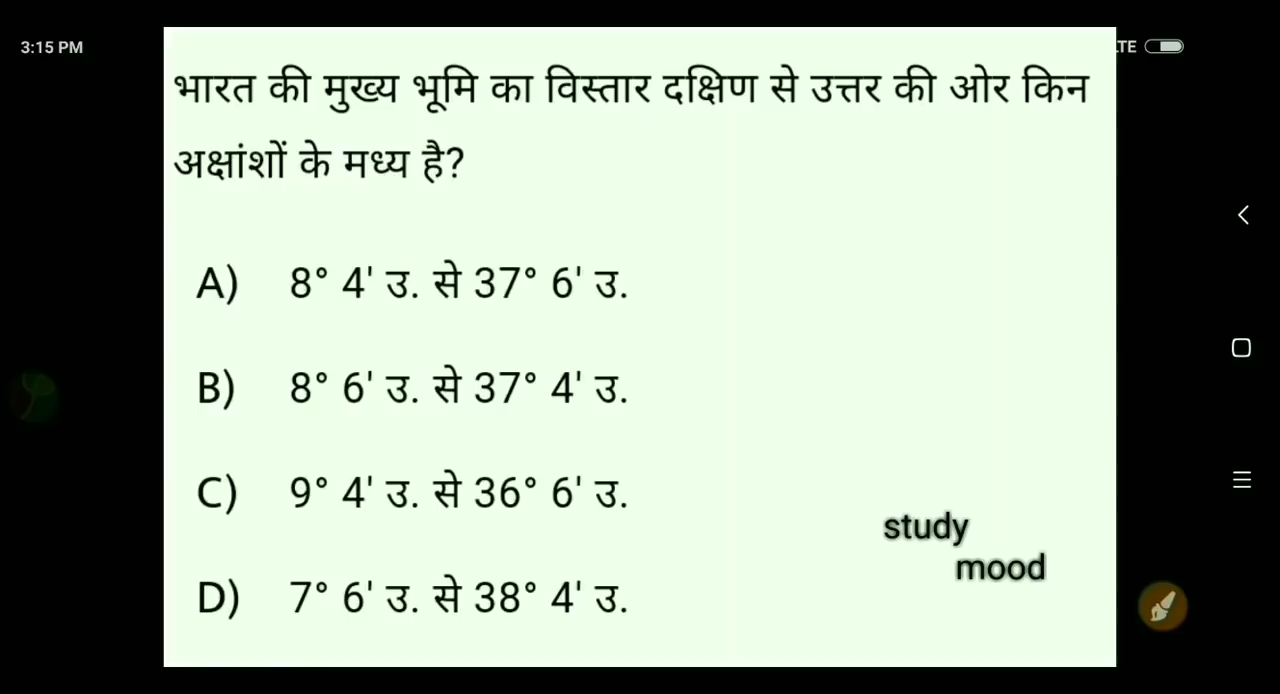 3:15 PM
TE
भारत की मुख्य भूमि का विस्तार दक्षिण से उत्तर की ओर किन
अक्षांशों के मध्य है?
A) 8° 4' उ. से 37° 6' उ.
B) 8° 6' उ. से 37° 4' उ.
C) 9° 4' उ. से 36° 6' उ.
D) 7° 6' उ. से 38° 4' उ.
study
mood